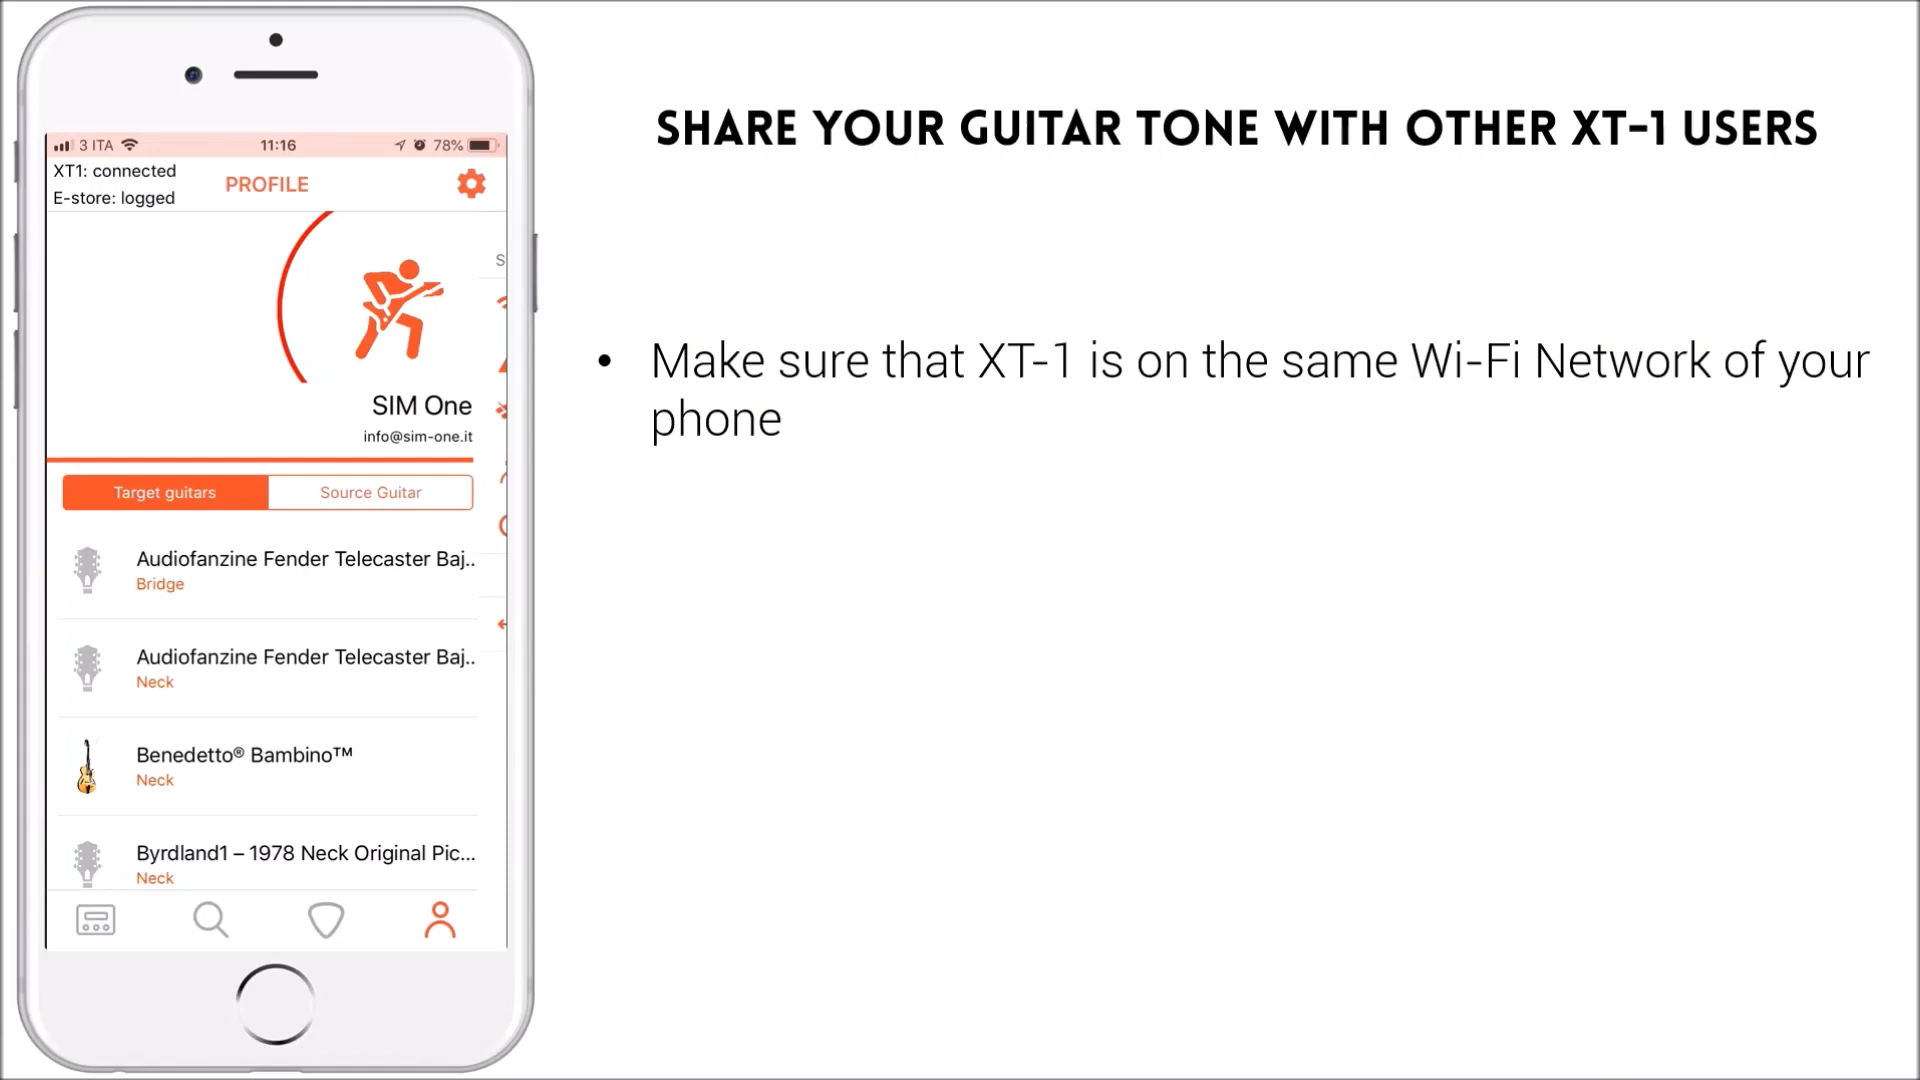 3 ITA 11:16 78%
XT1: connected
E-store: logged
PROFILE
S
SIM One
info@sim-one.it
Target guitars Source Guitar
Audiofanzine Fender Telecaster Baj..
Bridge
Audiofanzine Fender Telecaster Baj..
Neck
Benedetto® Bambino™
Neck
Byrdland1 – 1978 Neck Original Pic...
Neck
SHARE YOUR GUITAR TONE WITH OTHER XT-1 USERS
• Make sure that XT-1 is on the same Wi-Fi Network of your
phone